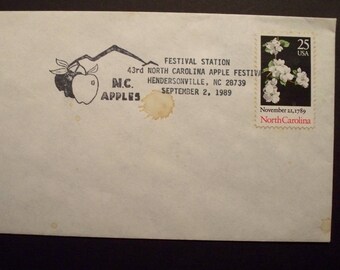 FESTIVAL STATION
43rd NORTH CAROLINA APPLE FESTIVA
HENDERSONVILLE, NC 28739
SEPTEMBER 2, 1989
N.C.
APPLES
25
USA
November 21, 1789
North Carolina